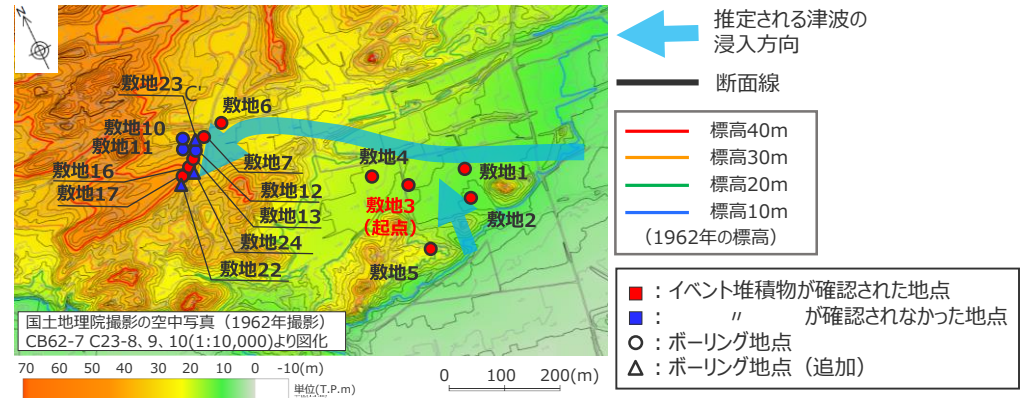 N
敷地23
C'
敷地6
敷地10
敷地11
敷地16
敷地17
敷地7
敷地12
敷地13
敷地24
敷地22
敷地4
敷地3
(起点)
敷地1
敷地2
敷地5
国土地理院撮影の空中写真（1962年撮影）
CB62-7 C23-8、9、10(1:10,000)より図化
70 60 50 40 30 20 10 0 -10(m)
単位(T.P.m)
0 100 200(m)
推定される津波の
浸入方向
断面線
標高40m
標高30m
標高20m
標高10m
(1962年の標高)
：イベント堆積物が確認された地点
： 〃 が確認されなかった地点
：ボーリング地点
：ボーリング地点（追加）